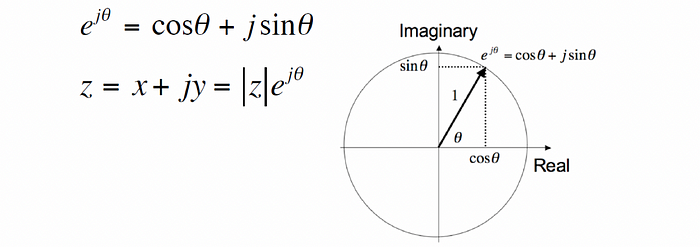 e^{jθ} = cosθ + j sinθ
z = x + jy = |z|e^{jθ}
Imaginary
e^{jθ} = cosθ + j sinθ
sinθ
1
θ
cosθ
Real